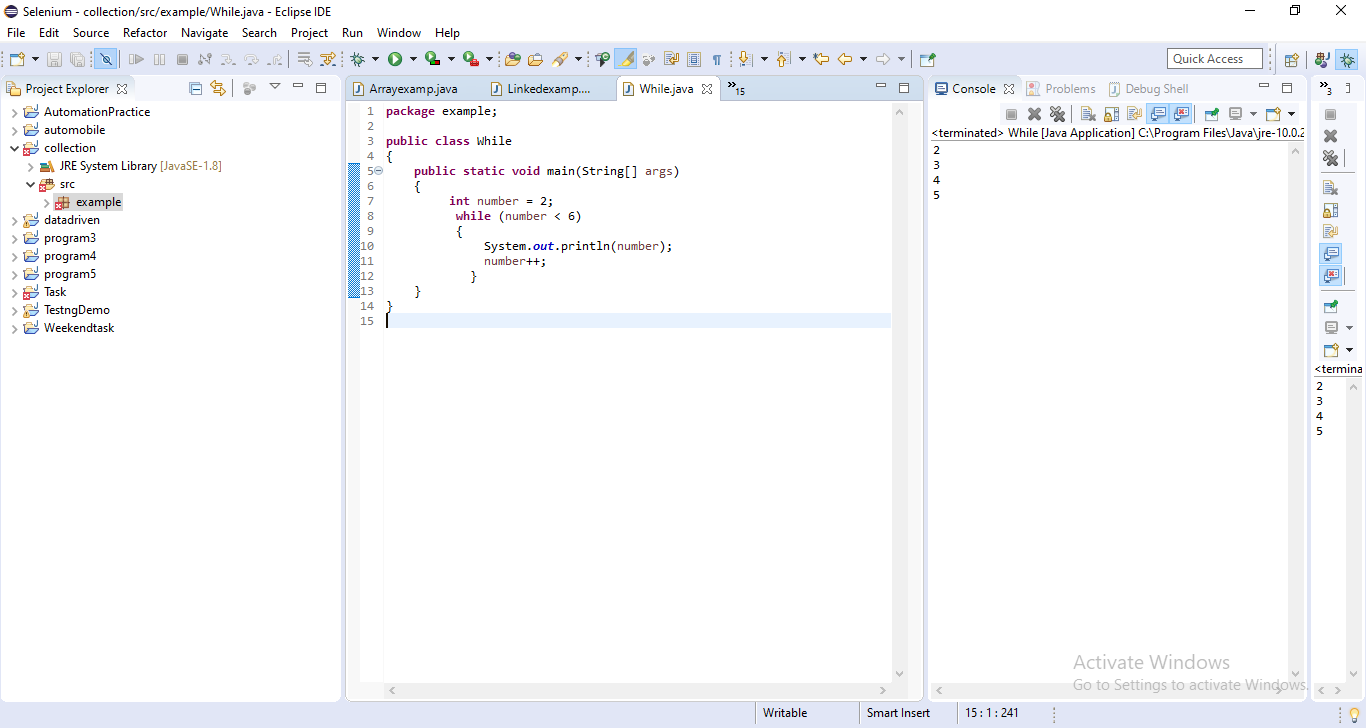 Selenium - collection/src/example/While.java - Eclipse IDE
File Edit Source Refactor Navigate Search Project Run Window Help
Quick Access
Project Explorer
AutomationPractice
automobile
collection
JRE System Library [JavaSE-1.8]
src
example
datadriven
program3
program4
program5
Task
TestngDemo
Weekendtask
Arrayexamp.java Linkedexamp.... While.java »15
1 package example;
2
3 public class While
4 {
5 public static void main(String[] args)
6 {
7 int number = 2;
8 while (number < 6)
9 {
10 System.out.println(number);
11 number++;
12 }
13 }
14 }
15
Console Problems Debug Shell
<terminated> While [Java Application] C:\Program Files\Java\jre-10.0.2
2
3
4
5
»3
<termina
2
3
4
5
Activate Windows
Go to Settings to activate Windows.
Writable Smart Insert 15 : 1 : 241